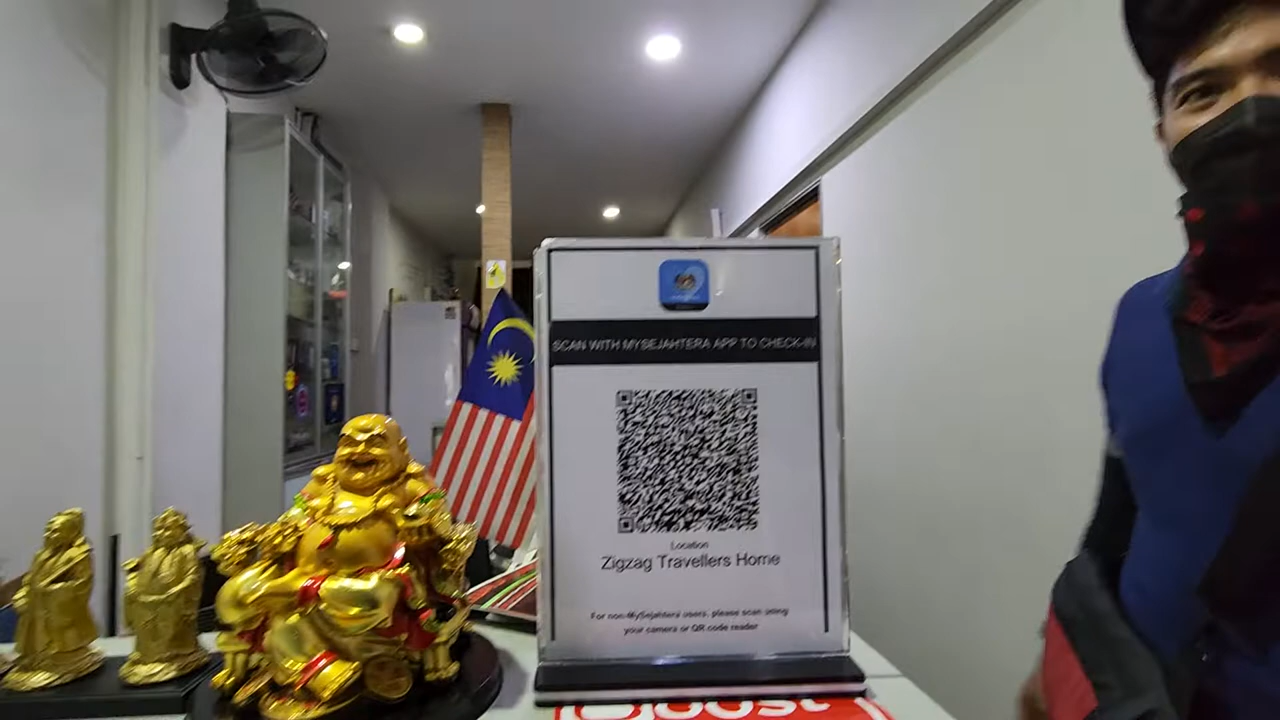 SCAN WITH MYSEJAHTERA APP TO CHECK-IN
Location
Zigzag Travellers Home
For non-MySejahtera users, please scan using
your camera or QR code reader